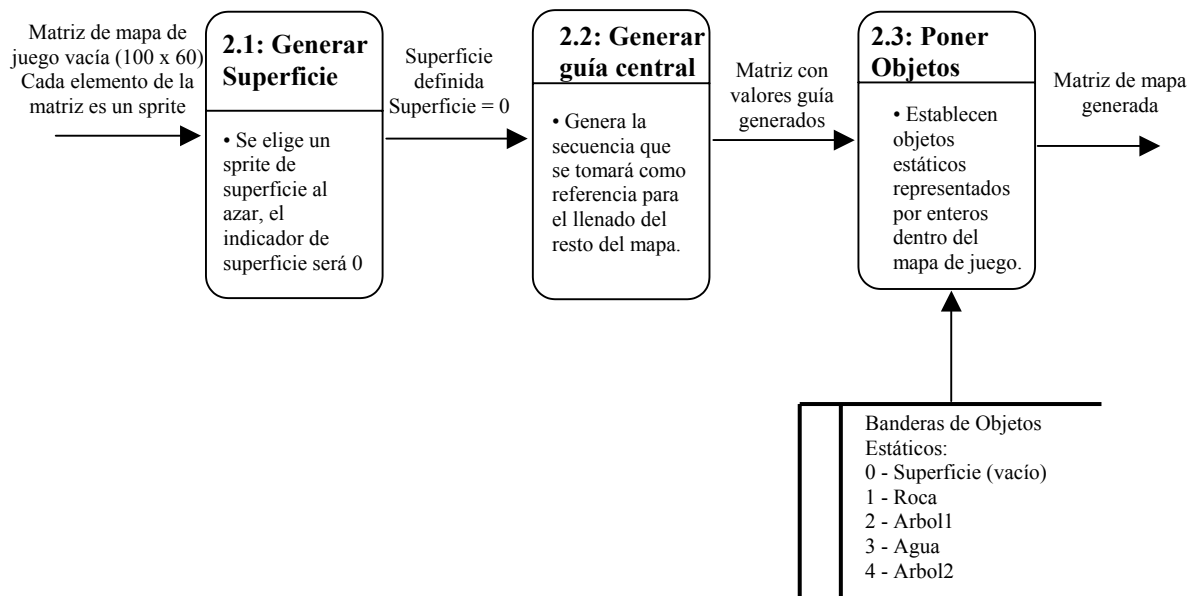 Matriz de mapa de
juego vacía (100 x 60)
Cada elemento de la
matriz es un sprite
2.1: Generar
Superficie
• Se elige un
sprite de
superficie al
azar, el
indicador de
superficie será 0
Superficie
definida
Superficie = 0
2.2: Generar
guía central
• Genera la
secuencia que
se tomará como
referencia para
el llenado del
resto del mapa.
Matriz con
valores guía
generados
2.3: Poner
Objetos
• Establecen
objetos
estáticos
representados
por enteros
dentro del
mapa de juego.
Matriz de mapa
generada
Banderas de Objetos
Estáticos:
0 - Superficie (vacío)
1 - Roca
2 - Arbol1
3 - Agua
4 - Arbol2